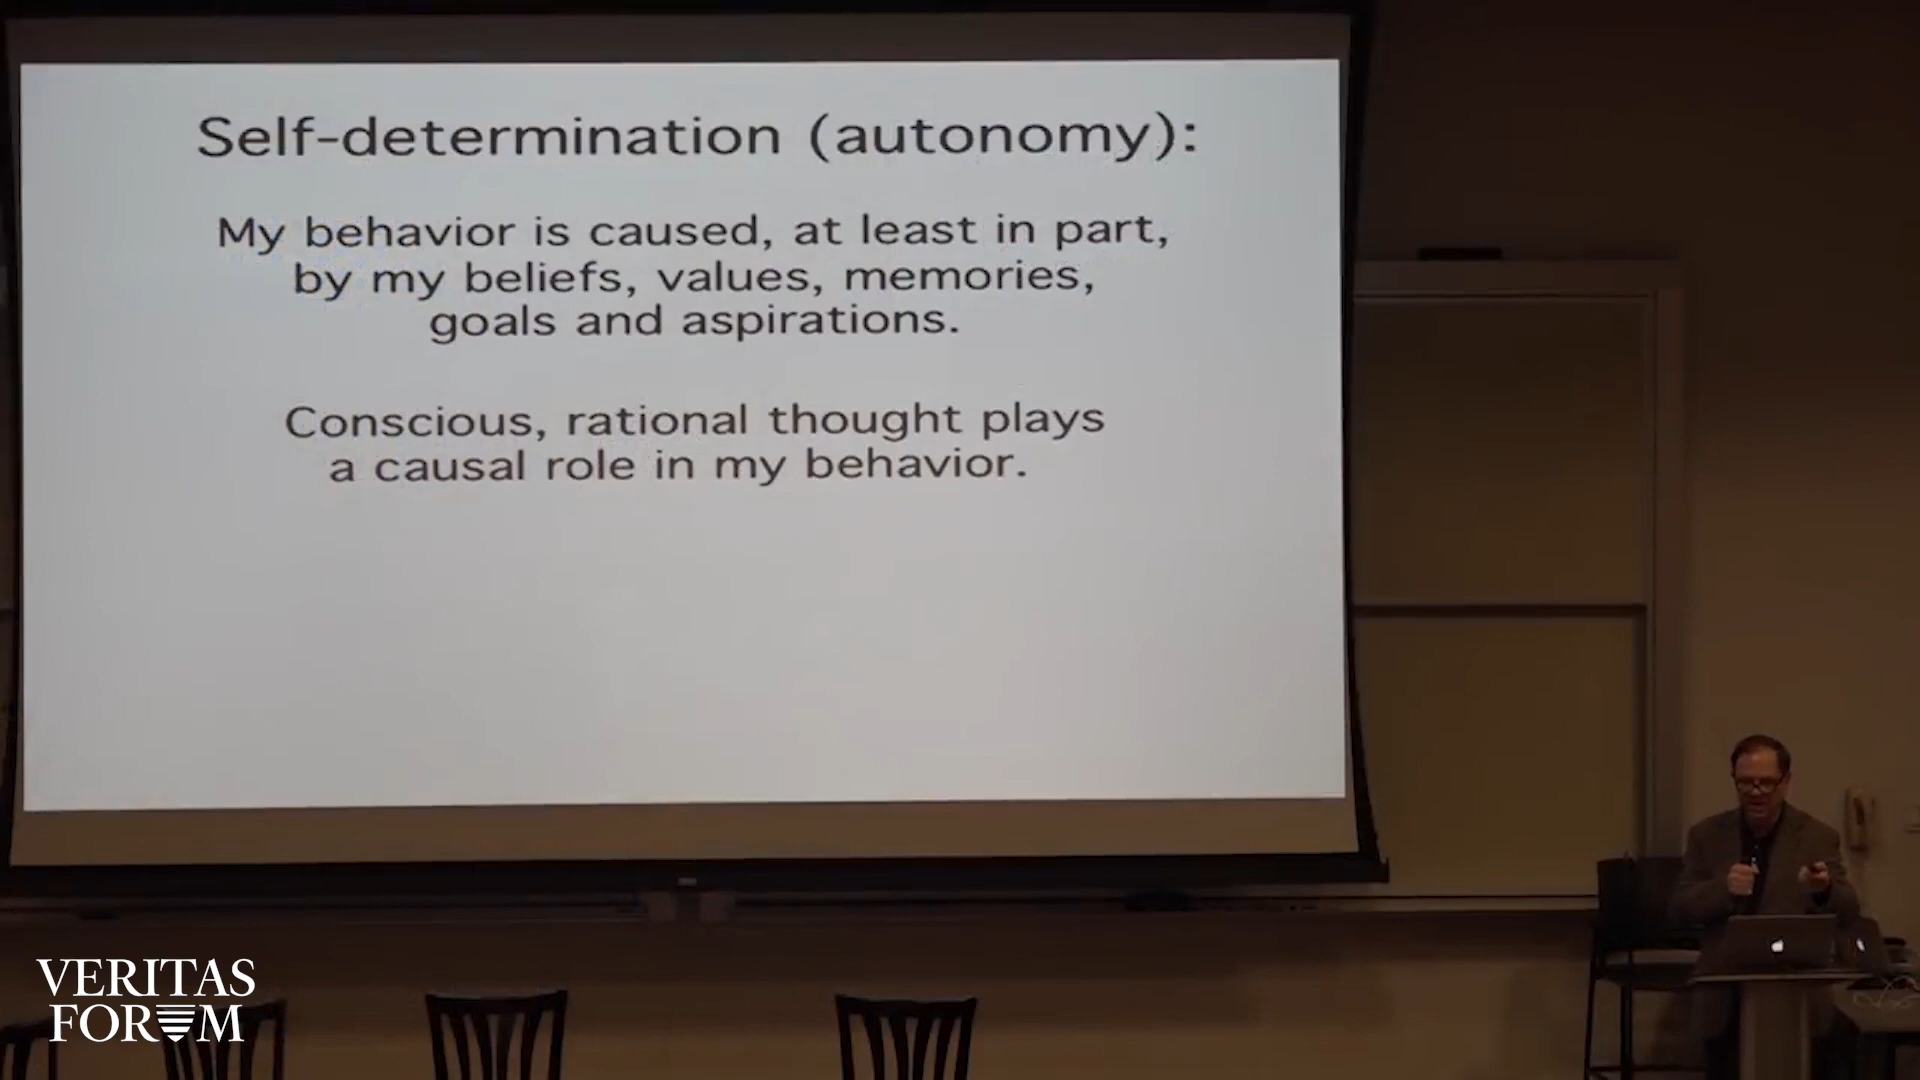 Self-determination (autonomy):
My behavior is caused, at least in part,
by my beliefs, values, memories,
goals and aspirations.
Conscious, rational thought plays
a causal role in my behavior.
VERITAS
FORUM